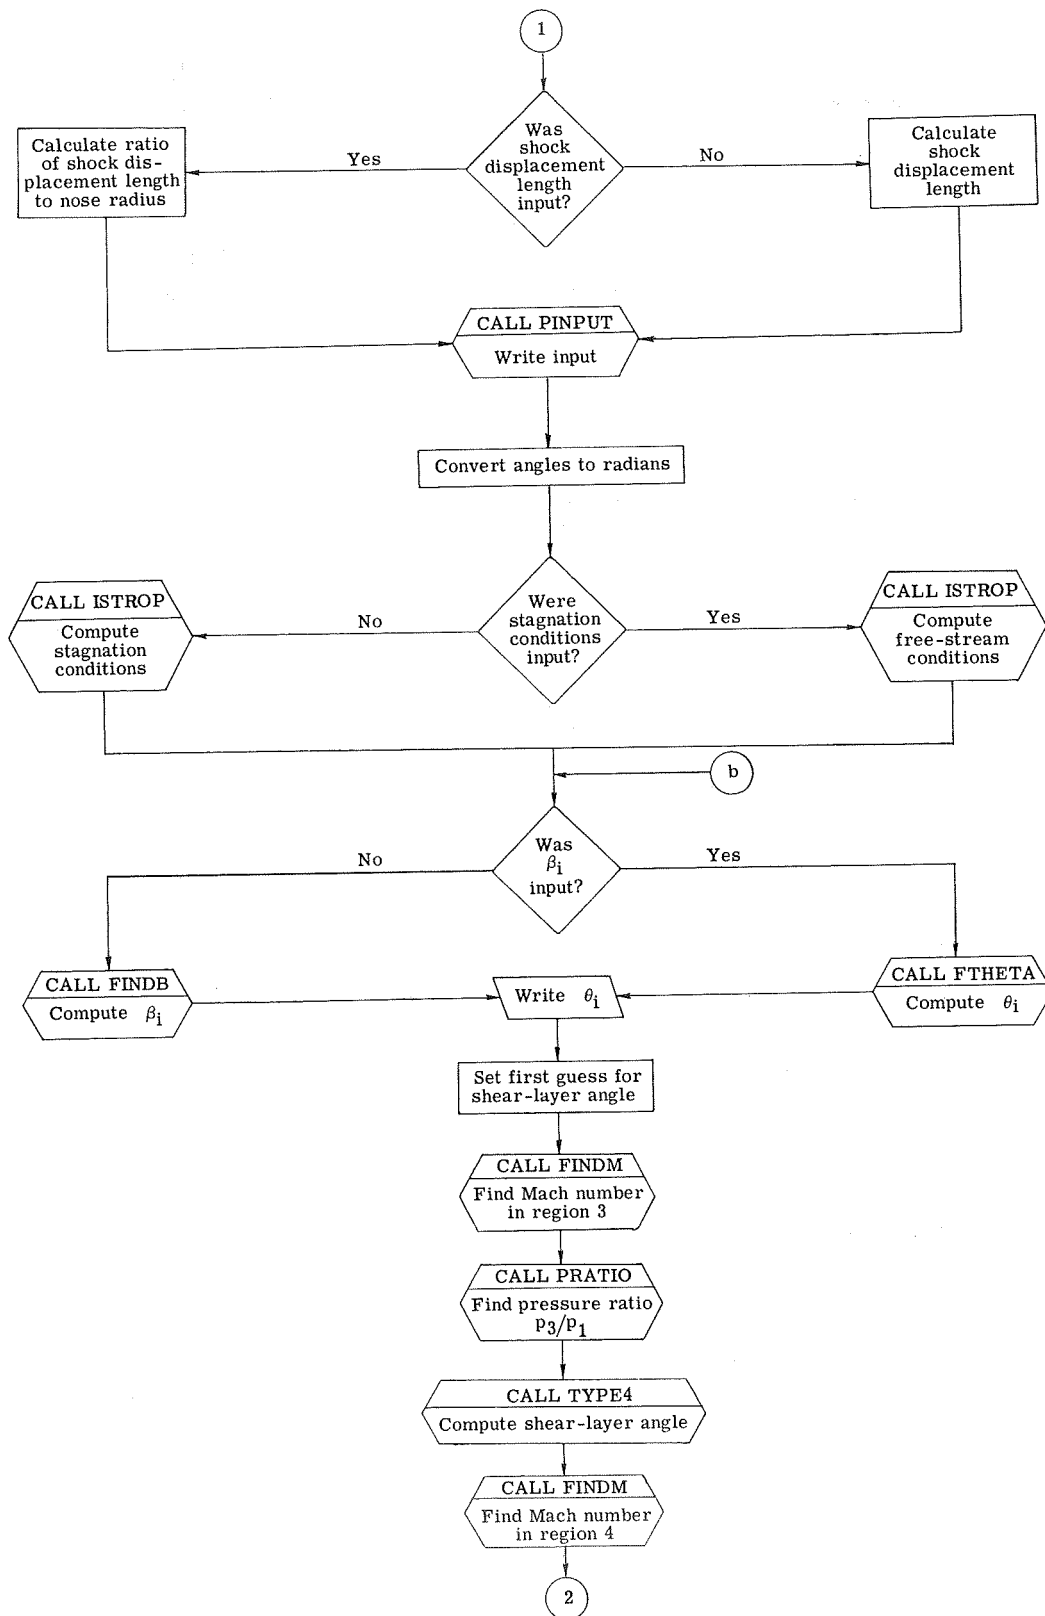 1
Was
shock
displacement
length
input?
Yes
No
Calculate ratio
of shock dis-
placement length
to nose radius
Calculate
shock
displacement
length
CALL PINPUT
Write input
Convert angles to radians
Were
stagnation
conditions
input?
No
Yes
CALL ISTROP
Compute
stagnation
conditions
CALL ISTROP
Compute
free-stream
conditions
b
Was
βi
input?
No
Yes
CALL FINDB
Compute βi
Write θi
CALL FTHETA
Compute θi
Set first guess for
shear-layer angle
CALL FINDM
Find Mach number
in region 3
CALL PRATIO
Find pressure ratio
p3/p1
CALL TYPE4
Compute shear-layer angle
CALL FINDM
Find Mach number
in region 4
2